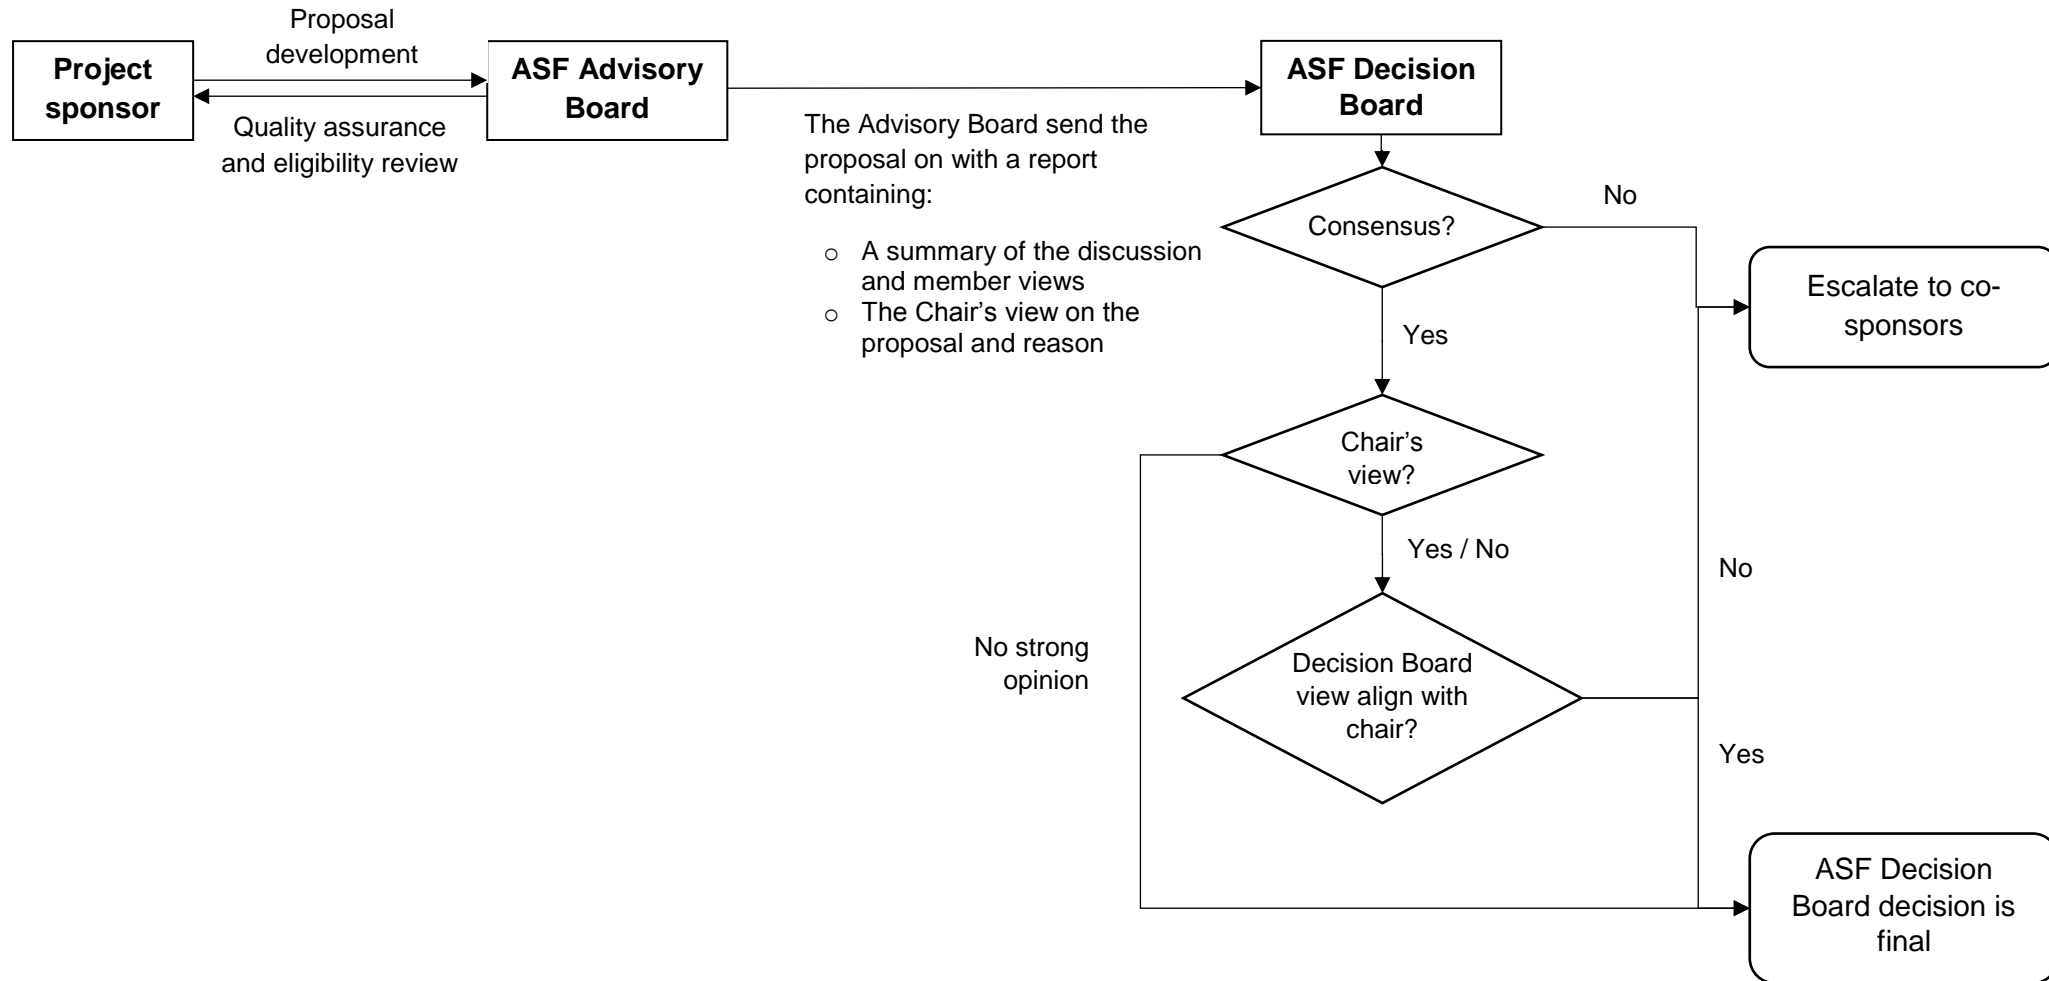 Proposal
development
Project
sponsor
ASF Advisory
Board
ASF Decision
Board
Quality assurance
and eligibility review
The Advisory Board send the
proposal on with a report
containing:
○ A summary of the discussion
and member views
○ The Chair’s view on the
proposal and reason
Consensus?
No
Escalate to co-
sponsors
Yes
Chair’s
view?
Yes / No
No
No strong
opinion
Decision Board
view align with
chair?
Yes
ASF Decision
Board decision is
final